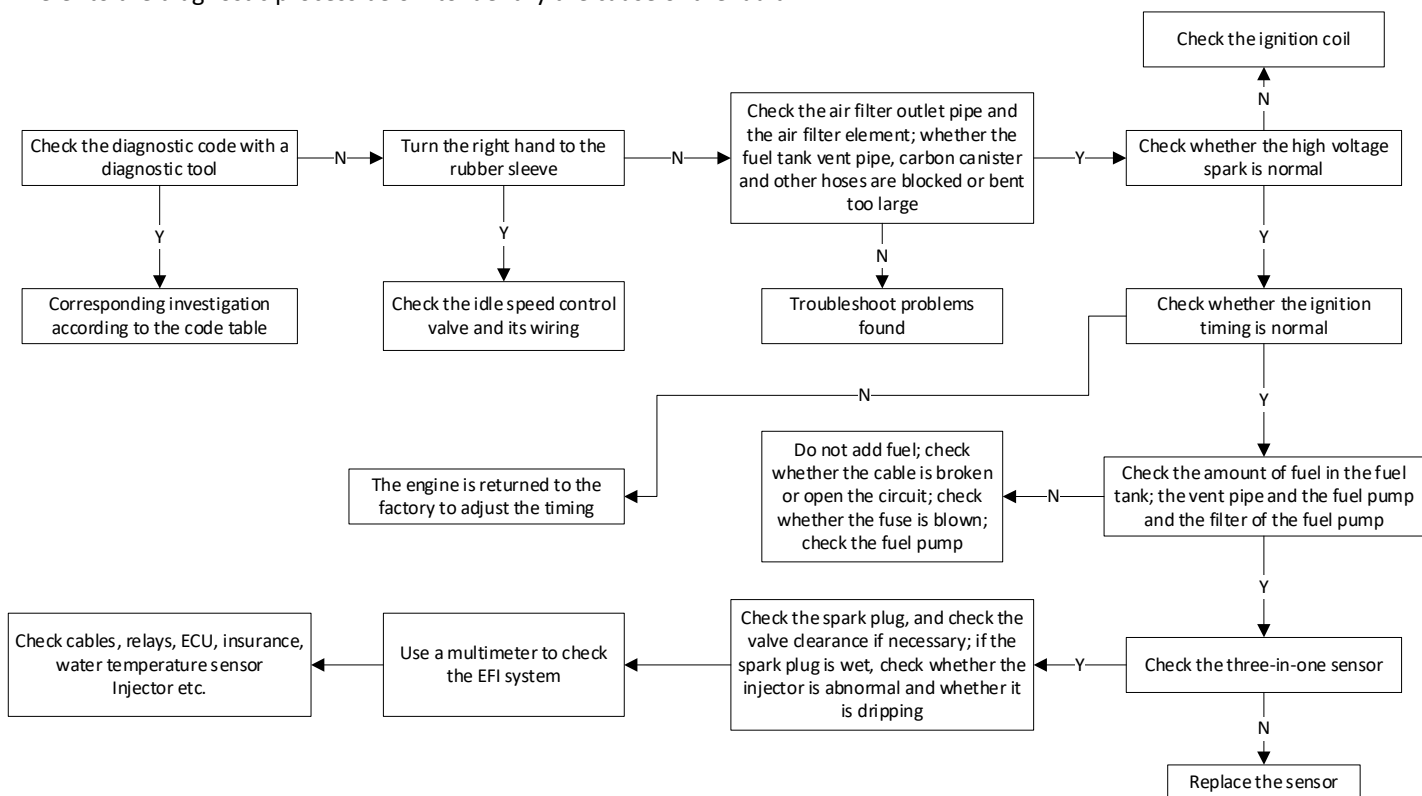 Check the ignition coil
N
Check the diagnostic code with a
diagnostic tool
N
Turn the right hand to the
rubber sleeve
N
Check the air filter outlet pipe and
the air filter element; whether the
fuel tank vent pipe, carbon canister
and other hoses are blocked or bent
too large
Y
Check whether the high voltage
spark is normal
Y
Y
N
Y
Corresponding investigation
according to the code table
Check the idle speed control
valve and its wiring
Troubleshoot problems
found
Check whether the ignition
timing is normal
N
Y
The engine is returned to the
factory to adjust the timing
Do not add fuel; check
whether the cable is broken
or open the circuit; check
whether the fuse is blown;
check the fuel pump
N
Check the amount of fuel in the fuel
tank; the vent pipe and the fuel pump
and the filter of the fuel pump
Y
Check cables, relays, ECU, insurance,
water temperature sensor
Injector etc.
Use a multimeter to check
the EFI system
Check the spark plug, and check the
valve clearance if necessary; if the
spark plug is wet, check whether the
injector is abnormal and whether it
is dripping
Y
Check the three-in-one sensor
N
Replace the sensor